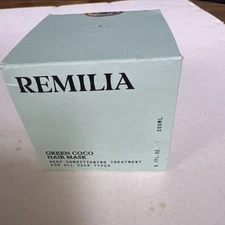 REMILIA
GREEN COCO
HAIR MASK
DEEP CONDITIONING TREATMENT
FOR ALL HAIR TYPES
200ML